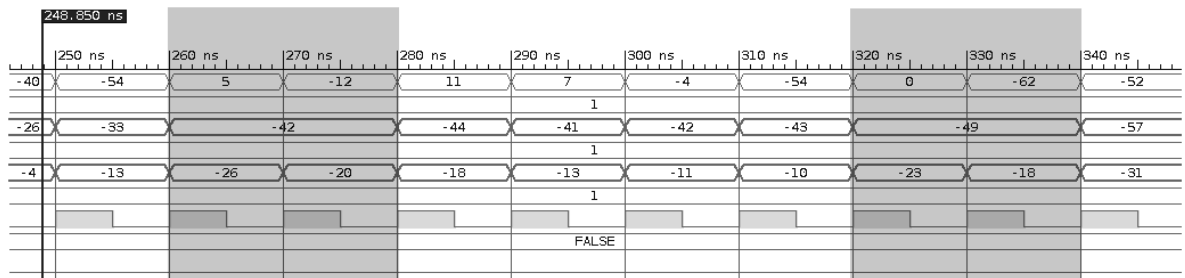 248.850 ns
250 ns 260 ns 270 ns 280 ns 290 ns 300 ns 310 ns 320 ns 330 ns 340 ns
-40 -54 5 -12 11 7 -4 -54 0 -62 -52
1
-26 -33 -42 -44 -41 -42 -43 -49 -57
1
-4 -13 -26 -20 -18 -13 -11 -10 -23 -18 -31
1
FALSE